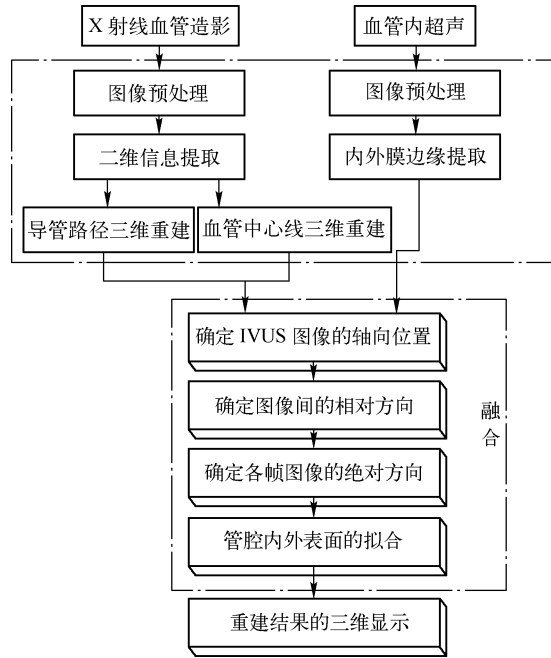 X 射线血管造影
血管内超声
图像预处理
图像预处理
二维信息提取
内外膜边缘提取
导管路径三维重建
血管中心线三维重建
确定 IVUS 图像的轴向位置
确定图像间的相对方向
融
合
确定各帧图像的绝对方向
管腔内外表面的拟合
重建结果的三维显示